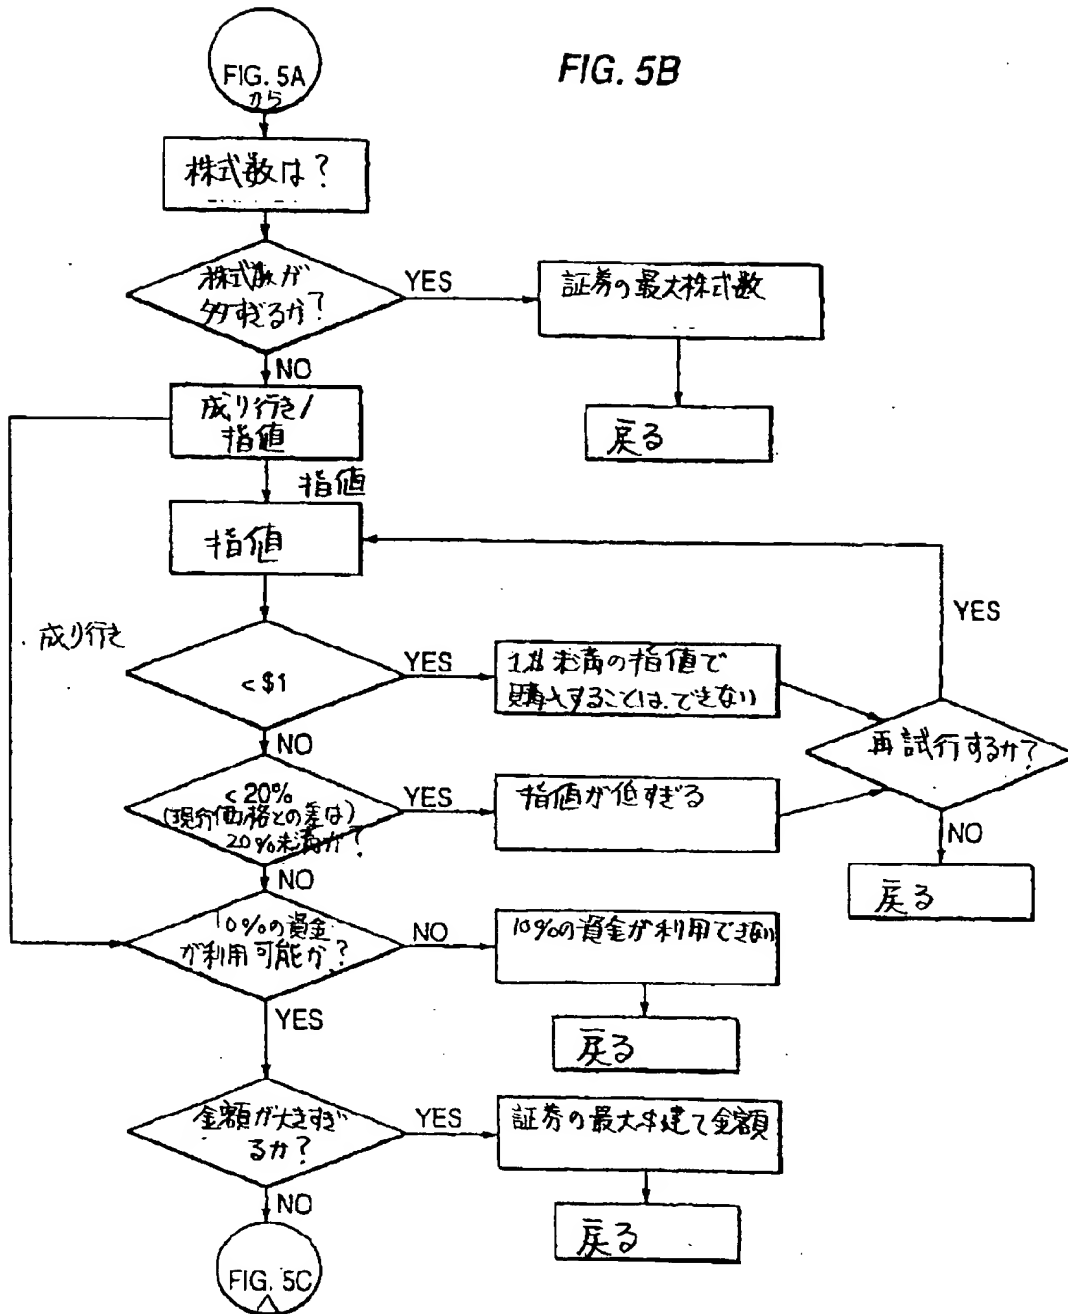 FIG. 5B
FIG. 5A
から
株式数は?
株式数が
多すぎるか?
YES
証券の最大株式数
NO
戻る
成り行き/
指値
指値
指値
成り行き
YES
< $1
YES
1$未満の指値で
購入することは、できない
再試行するか?
NO
< 20%
(現行価格との差は)
20%未満か?
YES
指値が低すぎる
NO
戻る
NO
10%の資金
が利用可能か?
NO
10%の資金が利用できない
戻る
YES
金額が大きすぎ
るか?
YES
証券の最大$建て金額
戻る
NO
FIG. 5C
へ